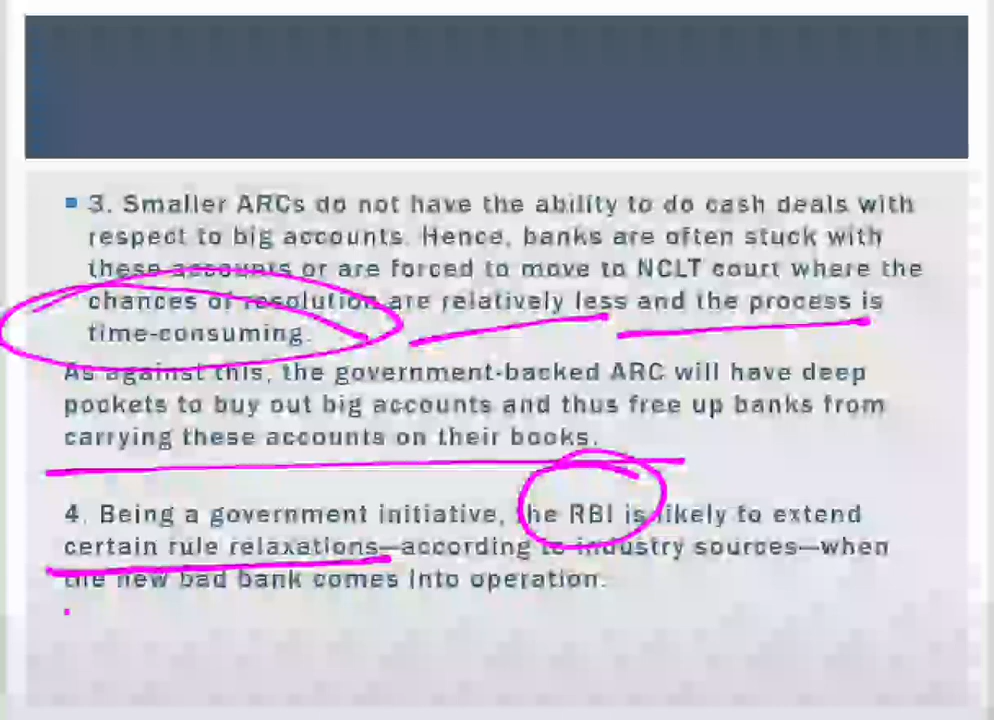 3. Smaller ARCs do not have the ability to do cash deals with
respect to big accounts. Hence, banks are often stuck with
these accounts or are forced to move to NCLT court where the
chances of resolution are relatively less and the process is
time-consuming.
As against this, the government-backed ARC will have deep
pockets to buy out big accounts and thus free up banks from
carrying these accounts on their books.
4. Being a government initiative, the RBI is likely to extend
certain rule relaxations—according to industry sources—when
the new bad bank comes into operation.